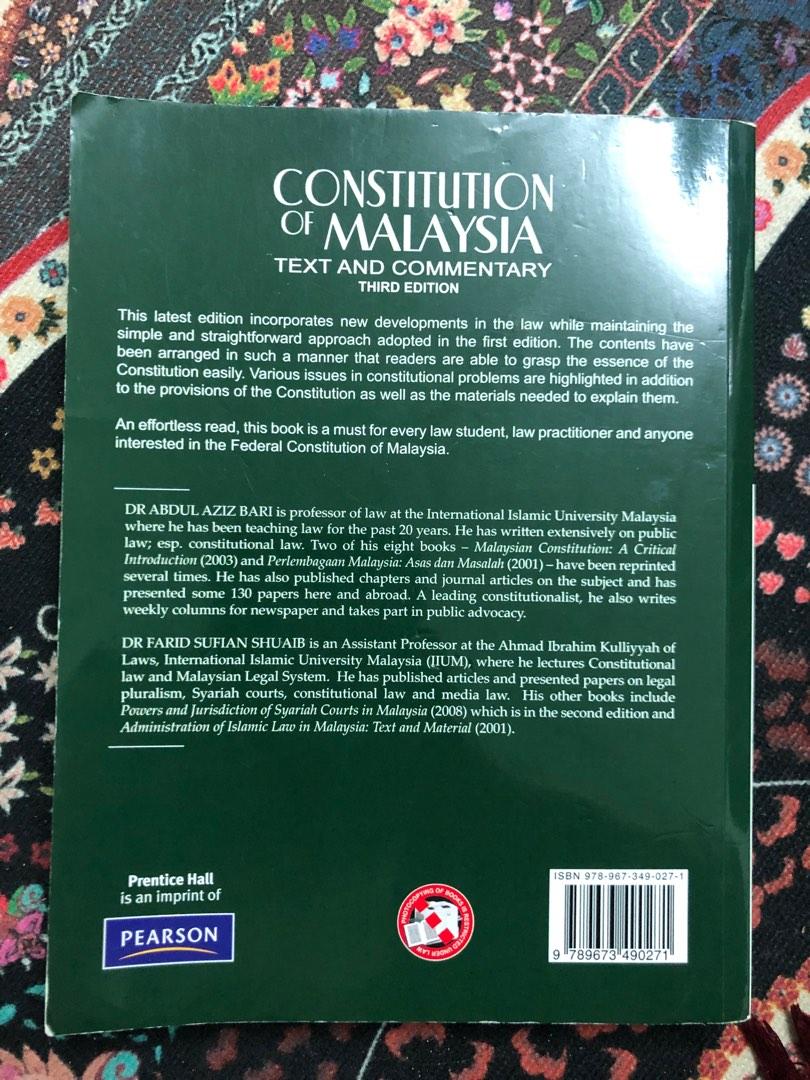 CONSTITUTION
OF MALAYSIA
TEXT AND COMMENTARY
THIRD EDITION
This latest edition incorporates new developments in the law while maintaining the
simple and straightforward approach adopted in the first edition. The contents have
been arranged in such a manner that readers are able to grasp the essence of the
Constitution easily. Various issues in constitutional problems are highlighted in addition
to the provisions of the Constitution as well as the materials needed to explain them.
An effortless read, this book is a must for every law student, law practitioner and anyone
interested in the Federal Constitution of Malaysia.
DR ABDUL AZIZ BARI is professor of law at the International Islamic University Malaysia
where he has been teaching law for the past 20 years. He has written extensively on public
law; esp. constitutional law. Two of his eight books – Malaysian Constitution: A Critical
Introduction (2003) and Perlembagaan Malaysia: Asas dan Masalah (2001) – have been reprinted
several times. He has also published chapters and journal articles on the subject and has
presented some 130 papers here and abroad. A leading constitutionalist, he also writes
weekly columns for newspaper and takes part in public advocacy.
DR FARID SUFIAN SHUAIB is an Assistant Professor at the Ahmad Ibrahim Kulliyyah of
Laws, International Islamic University Malaysia (IIUM), where he lectures Constitutional
law and Malaysian Legal System. He has published articles and presented papers on legal
pluralism, Syariah courts, constitutional law and media law. His other books include
Powers and Jurisdiction of Syariah Courts in Malaysia (2008) which is in the second edition and
Administration of Islamic Law in Malaysia: Text and Material (2001).
Prentice Hall
is an imprint of
PEARSON
PHOTOCOPYING OF BOOKS IS RESTRICTED UNDER LAW
ISBN 978-967-349-027-1
9 789673 490271